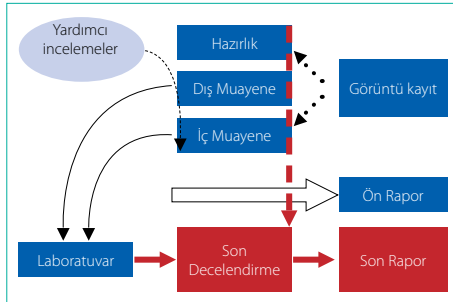 Yardımcı
incelemeler
Hazırlık
Dış Muayene
İç Muayene
Görüntü kayıt
Ön Rapor
Laboratuvar
Son
Decelendirme
Son Rapor